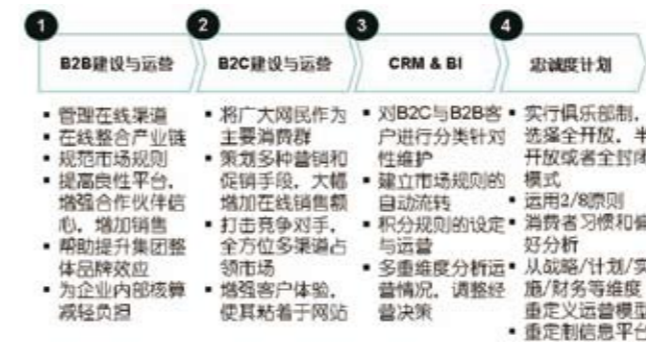 1
B2B建设与运营
管理在线渠道
在线整合产业链
规范市场规则
提高良性平台，
增强合作伙伴信
心，增加销售
帮助提升集团整
体品牌效应
为企业内部核算
减轻负担
2
B2C建设与运营
将广大网民作为
主要消费群
策划多种营销和
促销手段，大幅
增加在线销售额
打击竞争对手，
全方位多渠道占
领市场
增强客户体验，
使其粘着于网站
3
CRM & BI
对B2C与B2B客
户进行分类针对
性维护
建立市场规则的
自动流转
积分规则的设定
与运营
多重维度分析运
营情况，调整经
营决策
4
忠诚度计划
实行俱乐部制，
选择全开放，半
开放或者全封闭
模式
运用2/8原则
消费者习惯和偏
好分析
从战略/计划/实
施/财务等维度
重定义运营模型
重定制信息平台